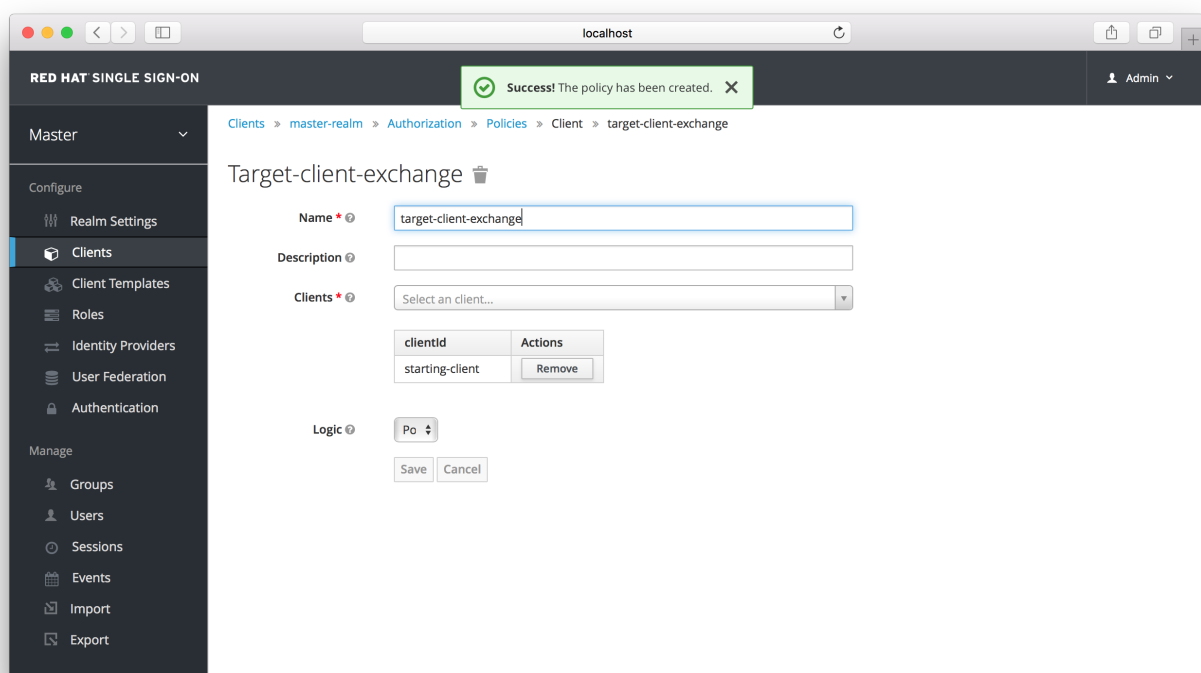 localhost
RED HAT SINGLE SIGN-ON
Success! The policy has been created.
Admin
Master
Clients » master-realm » Authorization » Policies » Client » target-client-exchange
Target-client-exchange
Configure
Realm Settings
Clients
Client Templates
Roles
Identity Providers
User Federation
Authentication
Manage
Groups
Users
Sessions
Events
Import
Export
Name *
target-client-exchange
Description
Clients *
Select an client...
clientId Actions
starting-client Remove
Logic
Po
Save Cancel